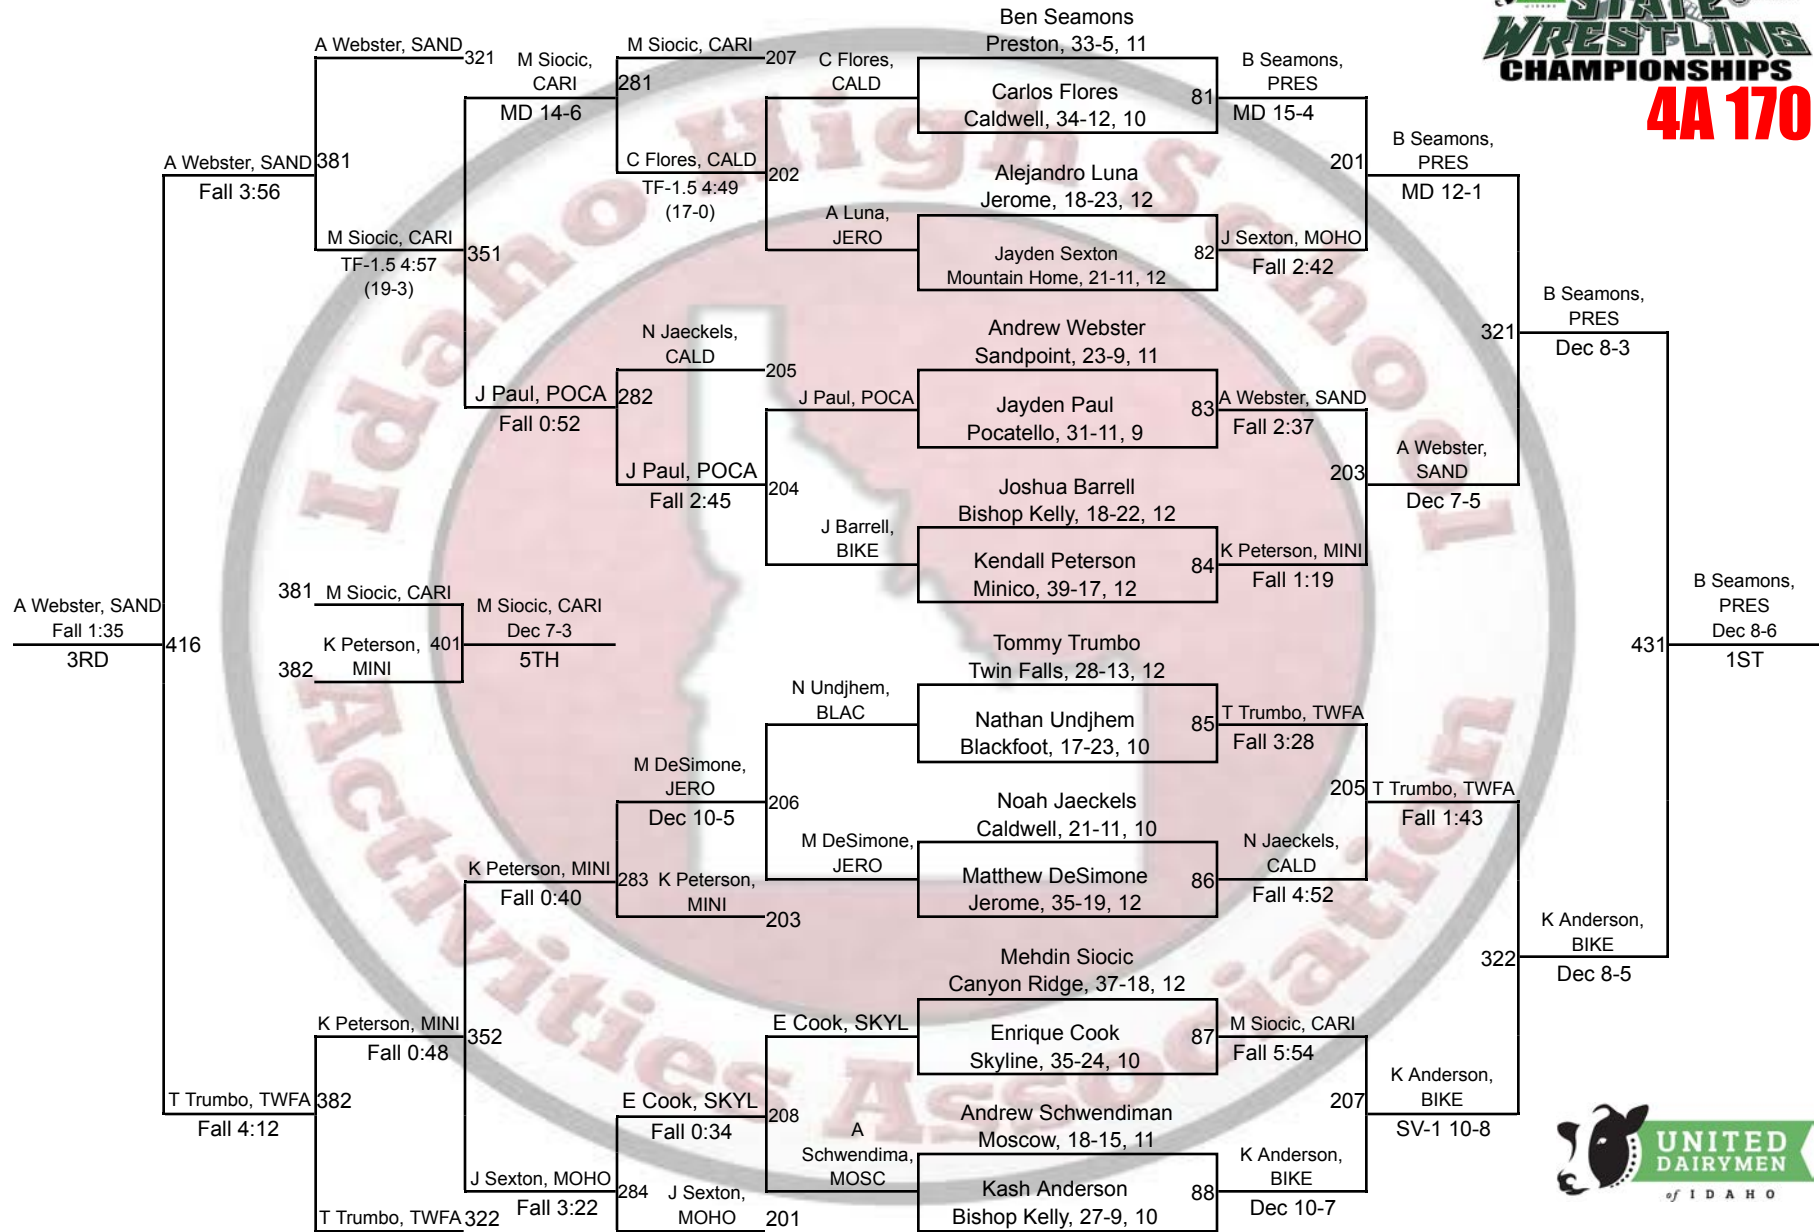 STATE
WRESTLING
CHAMPIONSHIPS
4A 170
Idaho High School
Activities Association
A Webster, SAND
321
A Webster, SAND
Fall 3:56
381
M Siocic, CARI
TF-1.5 4:57
(19-3)
351
M Siocic,
CARI
MD 14-6
M Siocic, CARI
207
281
C Flores, CALD
TF-1.5 4:49
(17-0)
202
C Flores,
CALD
A Luna,
JERO
Ben Seamons
Preston, 33-5, 11
Carlos Flores
Caldwell, 34-12, 10
81
B Seamons,
PRES
MD 15-4
Alejandro Luna
Jerome, 18-23, 12
Jayden Sexton
Mountain Home, 21-11, 12
82
J Sexton, MOHO
Fall 2:42
201
B Seamons,
PRES
MD 12-1
N Jaeckels,
CALD
205
J Paul, POCA
Fall 0:52
282
J Paul, POCA
Fall 2:45
204
J Paul, POCA
J Barrell,
BIKE
Andrew Webster
Sandpoint, 23-9, 11
Jayden Paul
Pocatello, 31-11, 9
83
A Webster, SAND
Fall 2:37
Joshua Barrell
Bishop Kelly, 18-22, 12
Kendall Peterson
Minico, 39-17, 12
84
K Peterson, MINI
Fall 1:19
203
A Webster,
SAND
Dec 7-5
321
B Seamons,
PRES
Dec 8-3
A Webster, SAND
Fall 1:35
3RD
416
381
M Siocic, CARI
382
K Peterson,
MINI
401
M Siocic, CARI
Dec 7-3
5TH
431
B Seamons,
PRES
Dec 8-6
1ST
N Undjhem,
BLAC
M DeSimone,
JERO
Dec 10-5
206
M DeSimone,
JERO
Tommy Trumbo
Twin Falls, 28-13, 12
Nathan Undjhem
Blackfoot, 17-23, 10
85
T Trumbo, TWFA
Fall 3:28
Noah Jaeckels
Caldwell, 21-11, 10
Matthew DeSimone
Jerome, 35-19, 12
86
N Jaeckels,
CALD
Fall 4:52
205
T Trumbo, TWFA
Fall 1:43
K Peterson, MINI
Fall 0:40
283
K Peterson,
MINI
203
K Peterson, MINI
Fall 0:48
352
T Trumbo, TWFA
Fall 4:12
382
T Trumbo, TWFA
322
J Sexton, MOHO
Fall 3:22
284
E Cook, SKYL
Fall 0:34
208
J Sexton,
MOHO
201
E Cook, SKYL
A
Schwendima,
MOSC
Mehdin Siocic
Canyon Ridge, 37-18, 12
Enrique Cook
Skyline, 35-24, 10
87
M Siocic, CARI
Fall 5:54
Andrew Schwendiman
Moscow, 18-15, 11
Kash Anderson
Bishop Kelly, 27-9, 10
88
K Anderson,
BIKE
Dec 10-7
207
K Anderson,
BIKE
SV-1 10-8
322
K Anderson,
BIKE
Dec 8-5
UNITED
DAIRYMEN
of IDAHO